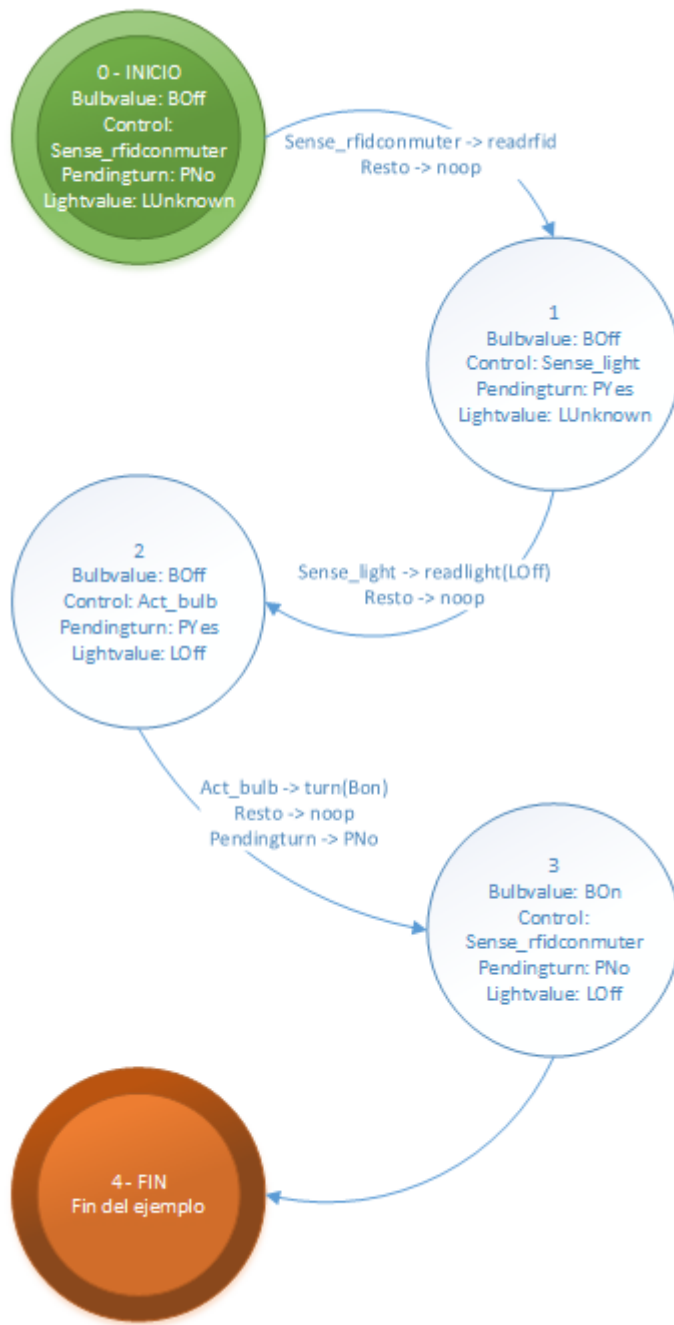 0 - INICIO
Bulbvalue: BOff
Control:
Sense_rfidconmuter
Pendingturn: PNo
Lightvalue: LUnknown
Sense_rfidconmuter -> readrfid
Resto -> noop
1
Bulbvalue: BOff
Control: Sense_light
Pendingturn: PYes
Lightvalue: LUnknown
Sense_light -> readlight(LOff)
Resto -> noop
2
Bulbvalue: BOff
Control: Act_bulb
Pendingturn: PYes
Lightvalue: LOff
Act_bulb -> turn(Bon)
Resto -> noop
Pendingturn -> PNo
3
Bulbvalue: BOn
Control:
Sense_rfidconmuter
Pendingturn: PNo
Lightvalue: LOff
4 - FIN
Fin del ejemplo